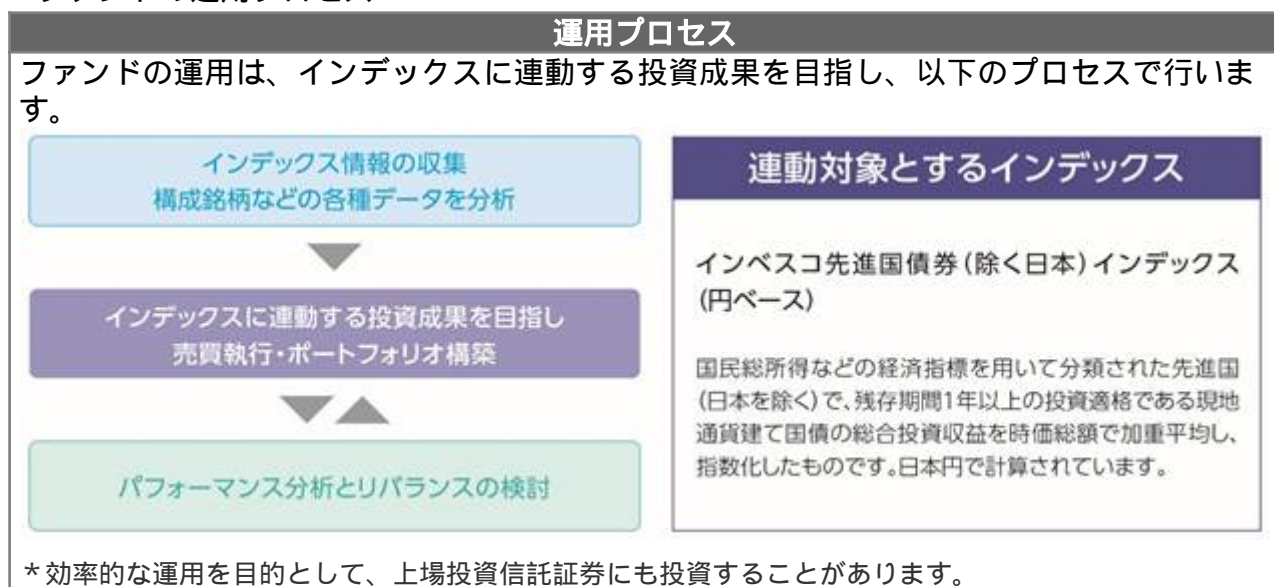 運用プロセス
ファンドの運用は、インデックスに連動する投資成果を目指し、以下のプロセスで行いま
す。
インデックス情報の収集
構成銘柄などの各種データを分析
インデックスに連動する投資成果を目指し
売買執行・ポートフォリオ構築
パフォーマンス分析とリバランスの検討
連動対象とするインデックス
インベスコ先進国債券(除く日本)インデックス
(円ベース)
国民総所得などの経済指標を用いて分類された先進国
(日本を除く)で、残存期間1年以上の投資適格である現地
通貨建て国債の総合投資収益を時価総額で加重平均し、
指数化したものです。日本円で計算されています。
*効率的な運用を目的として、上場投資信託証券にも投資することがあります。